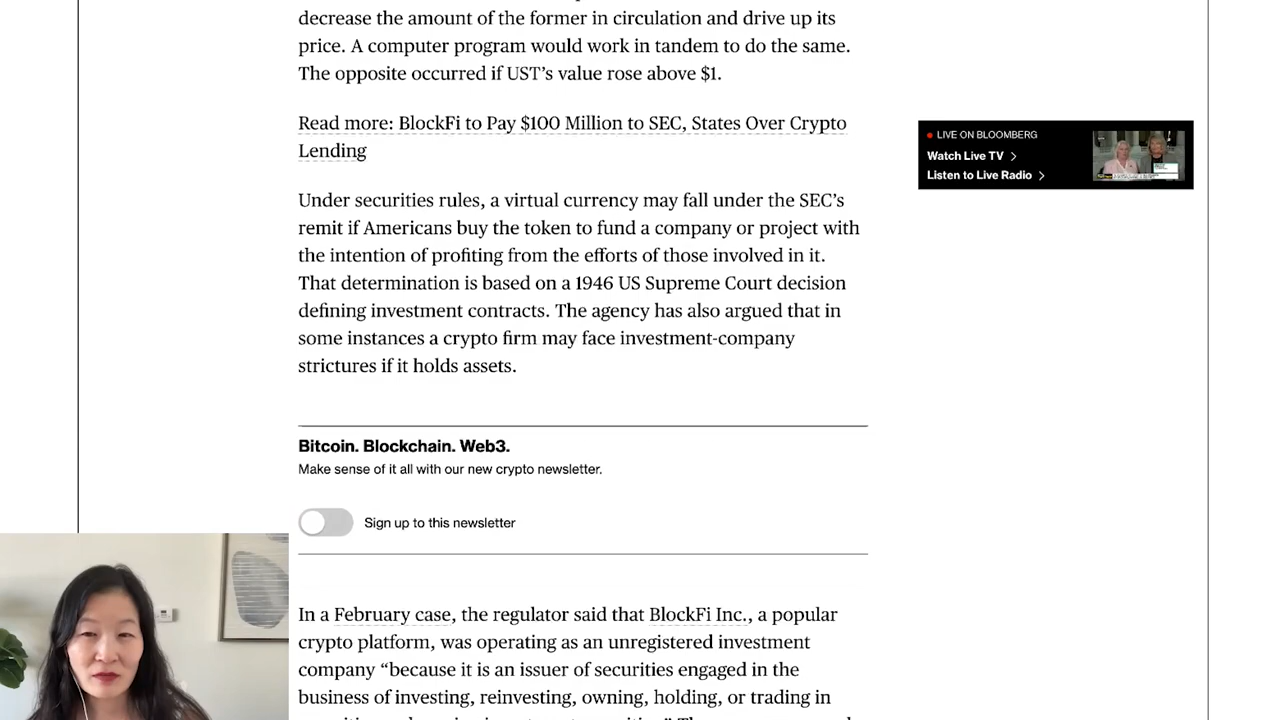 decrease the amount of the former in circulation and drive up its
price. A computer program would work in tandem to do the same.
The opposite occurred if UST’s value rose above $1.
Read more: BlockFi to Pay $100 Million to SEC, States Over Crypto
Lending
LIVE ON BLOOMBERG
Watch Live TV
Listen to Live Radio
Under securities rules, a virtual currency may fall under the SEC’s
remit if Americans buy the token to fund a company or project with
the intention of profiting from the efforts of those involved in it.
That determination is based on a 1946 US Supreme Court decision
defining investment contracts. The agency has also argued that in
some instances a crypto firm may face investment-company
strictures if it holds assets.
Bitcoin. Blockchain. Web3.
Make sense of it all with our new crypto newsletter.
Sign up to this newsletter
In a February case, the regulator said that BlockFi Inc., a popular
crypto platform, was operating as an unregistered investment
company “because it is an issuer of securities engaged in the
business of investing, reinvesting, owning, holding, or trading in